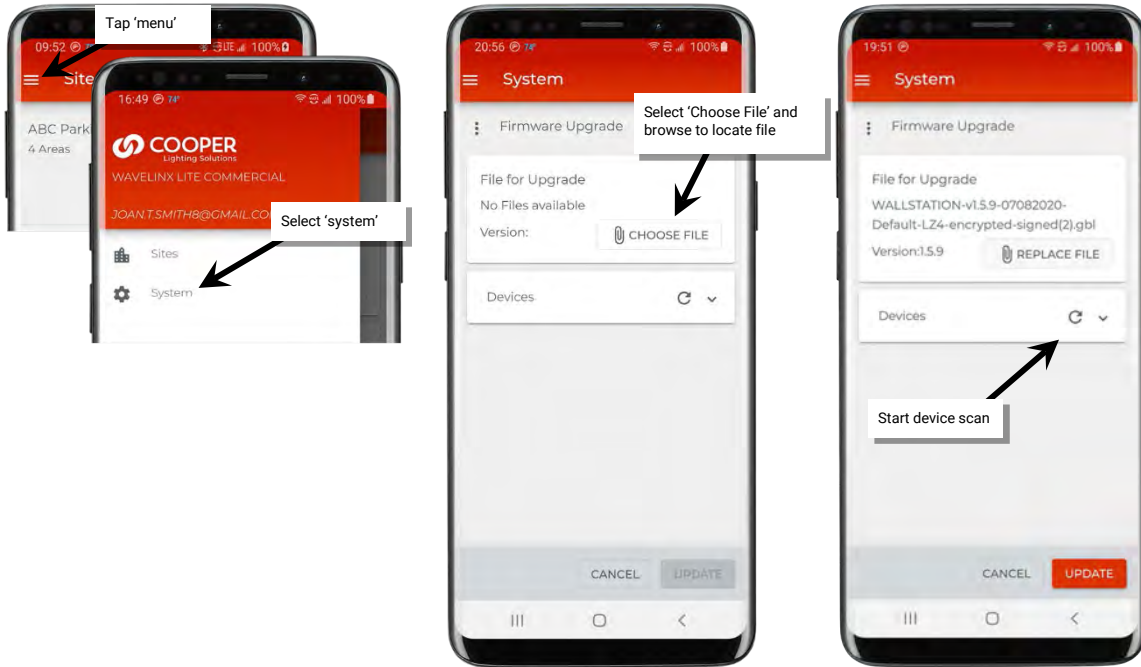 Tap 'menu'
09:52 74° LTE 100%
Site
ABC Park
4 Areas
16:49 74° 100%
COOPER
Lighting Solutions
WAVELINX LITE COMMERCIAL
JOAN.T.SMITH8@GMAIL.CO
Select 'system'
Sites
System
20:56 74° 100%
System
Select 'Choose File' and
browse to locate file
Firmware Upgrade
File for Upgrade
No Files available
Version:
CHOOSE FILE
Devices
CANCEL UPDATE
19:51 100%
System
Firmware Upgrade
File for Upgrade
WALLSTATION-v1.5.9-07082020-
Default-LZ4-encrypted-signed(2).gbl
Version:1.5.9
REPLACE FILE
Devices
Start device scan
CANCEL UPDATE